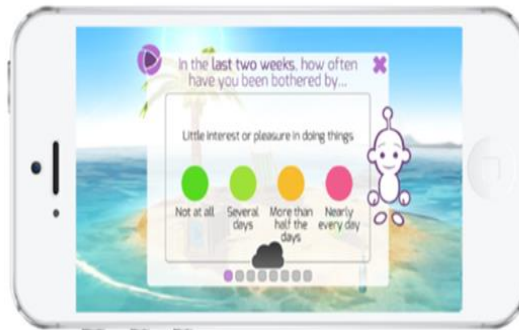 In the last two weeks, how often
have you been bothered by...
Little interest or pleasure in doing things
Not at all
Several
days
More than
half the
days
Nearly
every day